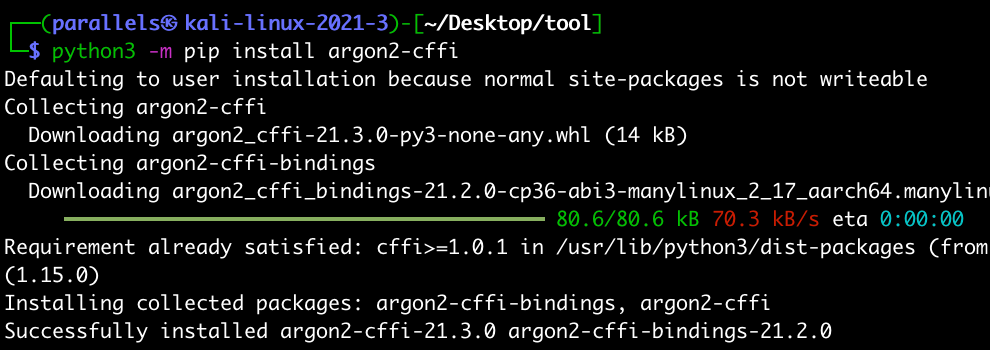 (parallels㉿kali-linux-2021-3)-[~/Desktop/tool]
$ python3 -m pip install argon2-cffi
Defaulting to user installation because normal site-packages is not writeable
Collecting argon2-cffi
Downloading argon2_cffi-21.3.0-py3-none-any.whl (14 kB)
Collecting argon2-cffi-bindings
Downloading argon2_cffi_bindings-21.2.0-cp36-abi3-manylinux_2_17_aarch64.manylinu
80.6/80.6 kB 70.3 kB/s eta 0:00:00
Requirement already satisfied: cffi>=1.0.1 in /usr/lib/python3/dist-packages (from
(1.15.0)
Installing collected packages: argon2-cffi-bindings, argon2-cffi
Successfully installed argon2-cffi-21.3.0 argon2-cffi-bindings-21.2.0